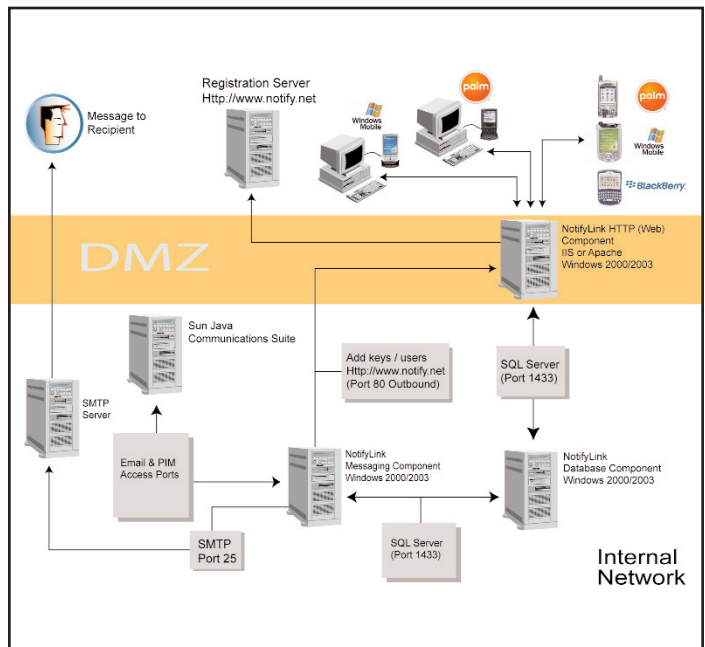 Registration Server
Http://www.notify.net
Message to
Recipient
Windows
Mobile
palm
palm
Windows
Mobile
BlackBerry.
DMZ
NotifyLink HTTP (Web)
Component
IIS or Apache
Windows 2000/2003
Sun Java
Communications Suite
Add keys / users
Http://www.notify.net
(Port 80 Outbound)
SQL Server
(Port 1433)
SMTP
Server
Email & PIM
Access Ports
NotifyLink
Messaging Component
Windows 2000/2003
NotifyLink
Database Component
Windows 2000/2003
SMTP
Port 25
SQL Server
(Port 1433)
Internal
Network